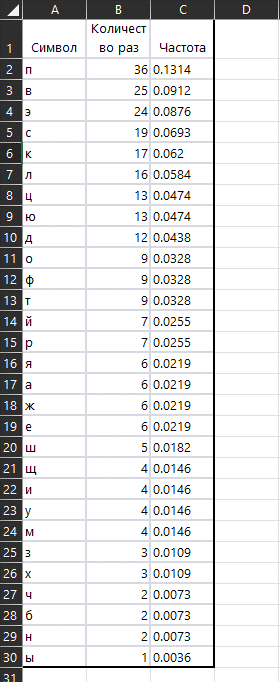 A B C D
1 Символ Количест во раз Частота
2 п 36 0.1314
3 в 25 0.0912
4 э 24 0.0876
5 с 19 0.0693
6 к 17 0.062
7 л 16 0.0584
8 ц 13 0.0474
9 ю 13 0.0474
10 д 12 0.0438
11 о 9 0.0328
12 ф 9 0.0328
13 т 9 0.0328
14 й 7 0.0255
15 р 7 0.0255
16 я 6 0.0219
17 а 6 0.0219
18 ж 6 0.0219
19 е 6 0.0219
20 ш 5 0.0182
21 щ 4 0.0146
22 и 4 0.0146
23 у 4 0.0146
24 м 4 0.0146
25 з 3 0.0109
26 х 3 0.0109
27 ч 2 0.0073
28 б 2 0.0073
29 н 2 0.0073
30 ы 1 0.0036
31